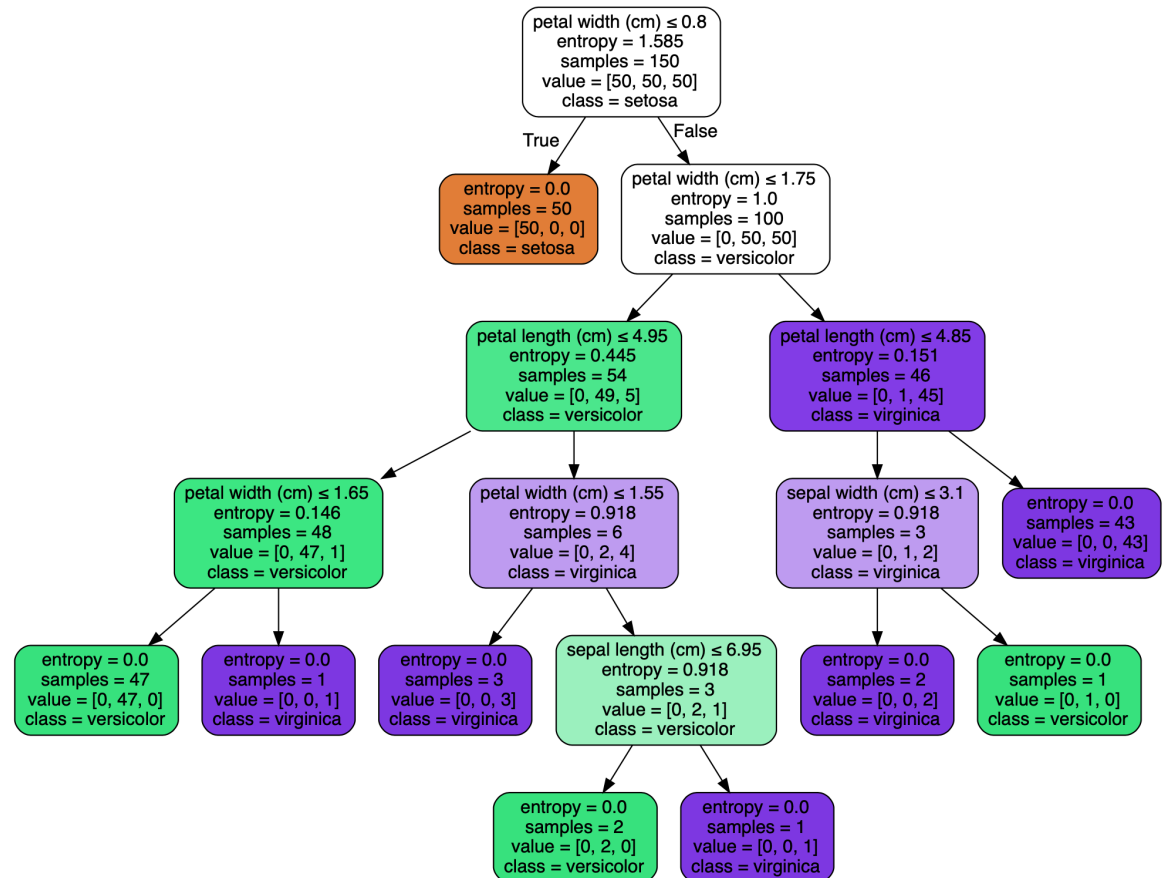 petal width (cm) ≤ 0.8
entropy = 1.585
samples = 150
value = [50, 50, 50]
class = setosa
True
False
entropy = 0.0
samples = 50
value = [50, 0, 0]
class = setosa
petal width (cm) ≤ 1.75
entropy = 1.0
samples = 100
value = [0, 50, 50]
class = versicolor
petal length (cm) ≤ 4.95
entropy = 0.445
samples = 54
value = [0, 49, 5]
class = versicolor
petal length (cm) ≤ 4.85
entropy = 0.151
samples = 46
value = [0, 1, 45]
class = virginica
petal width (cm) ≤ 1.65
entropy = 0.146
samples = 48
value = [0, 47, 1]
class = versicolor
petal width (cm) ≤ 1.55
entropy = 0.918
samples = 6
value = [0, 2, 4]
class = virginica
sepal width (cm) ≤ 3.1
entropy = 0.918
samples = 3
value = [0, 1, 2]
class = virginica
entropy = 0.0
samples = 43
value = [0, 0, 43]
class = virginica
entropy = 0.0
samples = 47
value = [0, 47, 0]
class = versicolor
entropy = 0.0
samples = 1
value = [0, 0, 1]
class = virginica
entropy = 0.0
samples = 3
value = [0, 0, 3]
class = virginica
sepal length (cm) ≤ 6.95
entropy = 0.918
samples = 3
value = [0, 2, 1]
class = versicolor
entropy = 0.0
samples = 2
value = [0, 0, 2]
class = virginica
entropy = 0.0
samples = 1
value = [0, 1, 0]
class = versicolor
entropy = 0.0
samples = 2
value = [0, 2, 0]
class = versicolor
entropy = 0.0
samples = 1
value = [0, 0, 1]
class = virginica